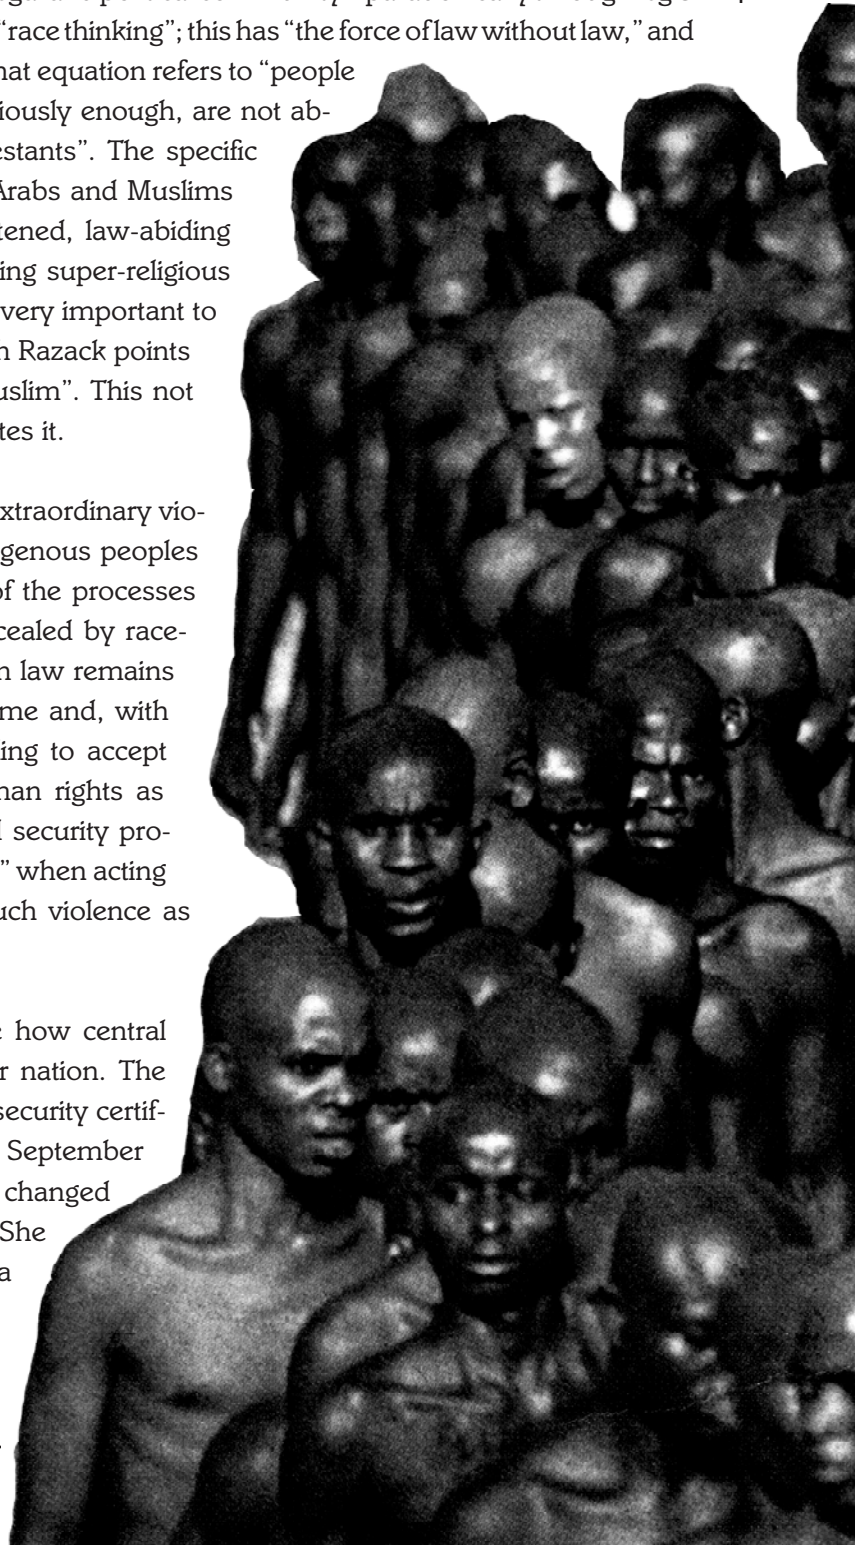 “race thinking”; this has “the force of law without law,” and
hat equation refers to “people
iously enough, are not ab-
estants”. The specific
Arabs and Muslims
tened, law-abiding
ing super-religious
very important to
n Razack points
uslim”. This not
tes it.
xtraordinary vio-
genous peoples
of the processes
cealed by race-
n law remains
me and, with
ing to accept
nan rights as
l security pro-
” when acting
uch violence as
e how central
r nation. The
security certif-
September
changed
She
a